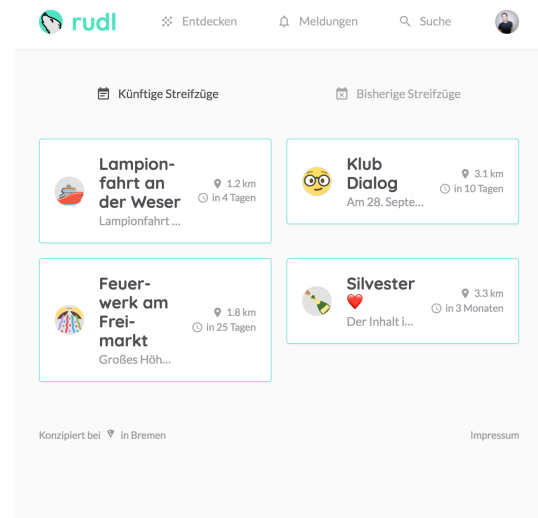 rudl
Entdecken
Meldungen
Suche
Künftige Streifzüge
Bisherige Streifzüge
Lampion-
fahrt an
der Weser
Lampionfahrt ...
1.2 km
in 4 Tagen
Klub
Dialog
Am 28. Septe...
3.1 km
in 10 Tagen
Feuer-
werk am
Frei-
markt
Großes Höh...
1.8 km
in 25 Tagen
Silvester
❤️
Der Inhalt i...
3.3 km
in 3 Monaten
Konzipiert bei
in Bremen
Impressum